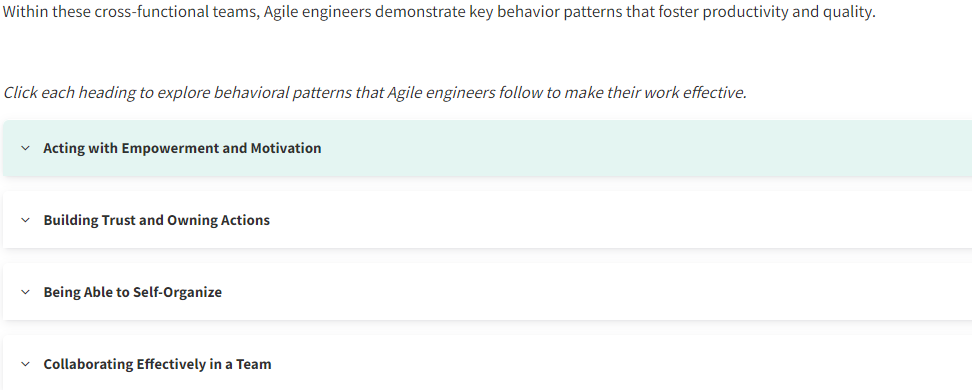 Within these cross-functional teams, Agile engineers demonstrate key behavior patterns that foster productivity and quality.
Click each heading to explore behavioral patterns that Agile engineers follow to make their work effective.
Acting with Empowerment and Motivation
Building Trust and Owning Actions
Being Able to Self-Organize
Collaborating Effectively in a Team